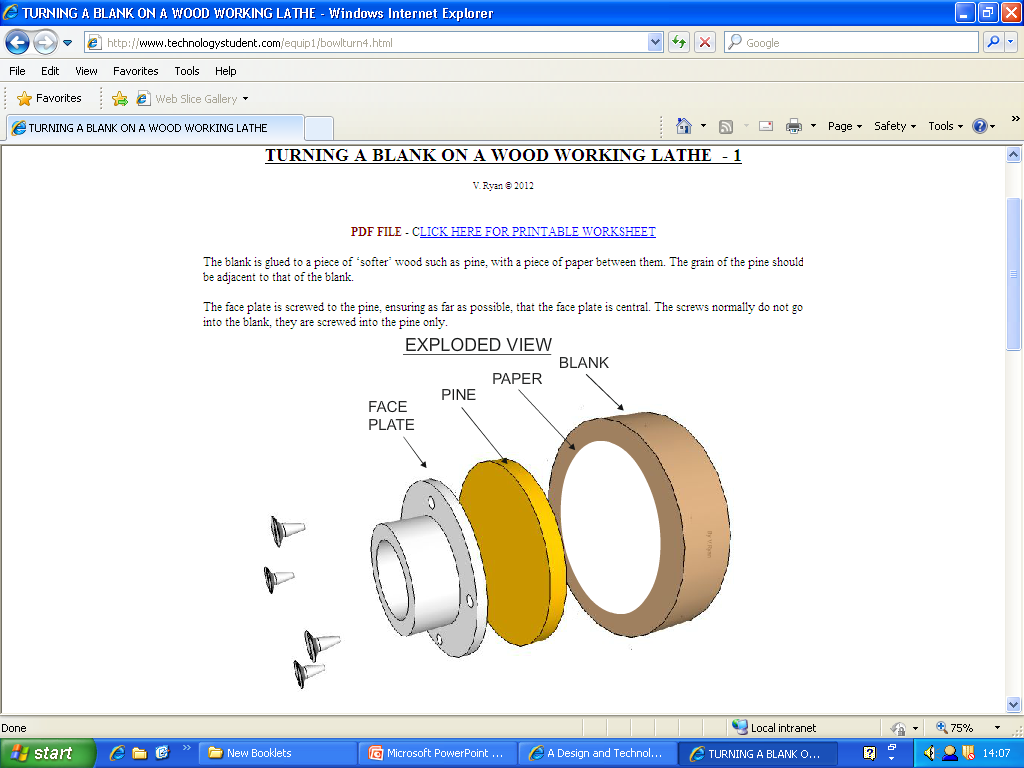 TURNING A BLANK ON A WOOD WORKING LATHE - Windows Internet Explorer
http://www.technologystudent.com/equip1/bowlturn4.html
Google
File Edit View Favorites Tools Help
Favorites Web Slice Gallery
TURNING A BLANK ON A WOOD WORKING LATHE
Page Safety Tools »
TURNING A BLANK ON A WOOD WORKING LATHE - 1
V. Ryan © 2012
PDF FILE - CLICK HERE FOR PRINTABLE WORKSHEET
The blank is glued to a piece of ‘softer’ wood such as pine, with a piece of paper between them. The grain of the pine should
be adjacent to that of the blank.
The face plate is screwed to the pine, ensuring as far as possible, that the face plate is central. The screws normally do not go
into the blank, they are screwed into the pine only.
EXPLODED VIEW
BLANK
PAPER
PINE
FACE
PLATE
By V.Ryan
Done
Local intranet
75%
start
New Booklets
Microsoft PowerPoint ...
A Design and Technol...
TURNING A BLANK O...
14:07